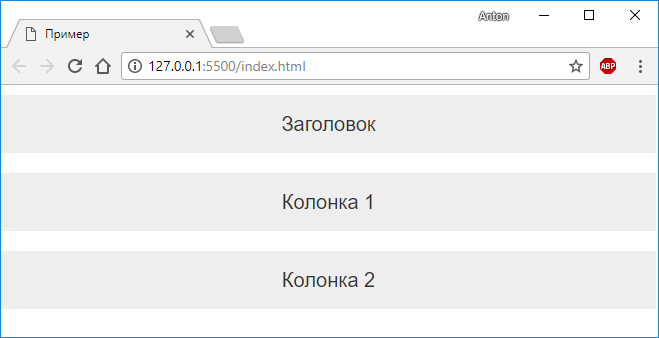 Anton
Пример
127.0.0.1:5500/index.html
ABP
Заголовок
Колонка 1
Колонка 2